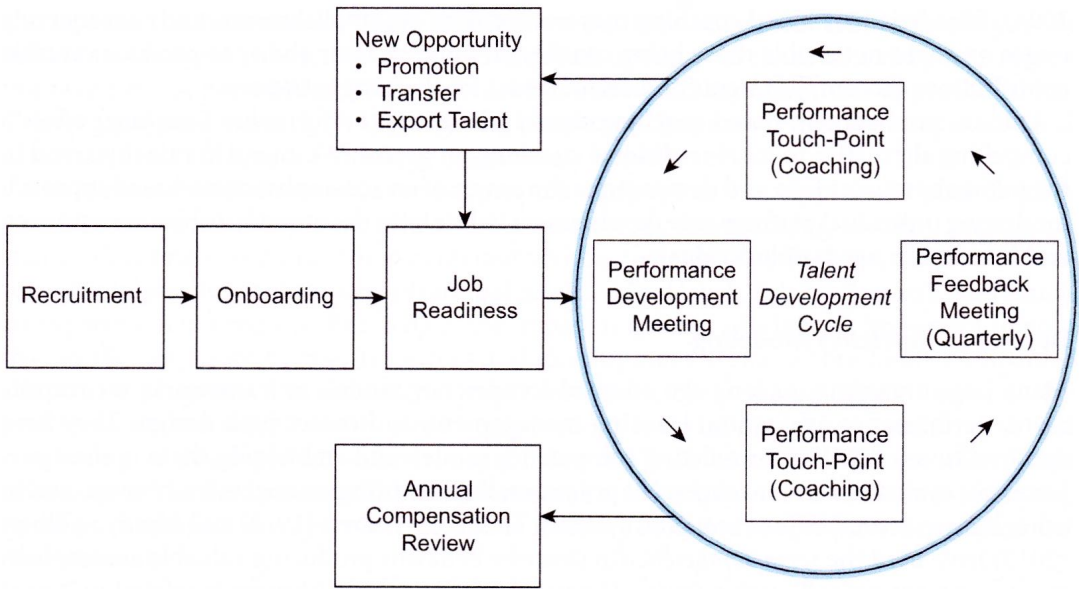 New Opportunity
• Promotion
• Transfer
• Export Talent
Performance
Touch-Point
(Coaching)
Recruitment
Onboarding
Job
Readiness
Performance
Development
Meeting
Talent
Development
Cycle
Performance
Feedback
Meeting
(Quarterly)
Performance
Touch-Point
(Coaching)
Annual
Compensation
Review